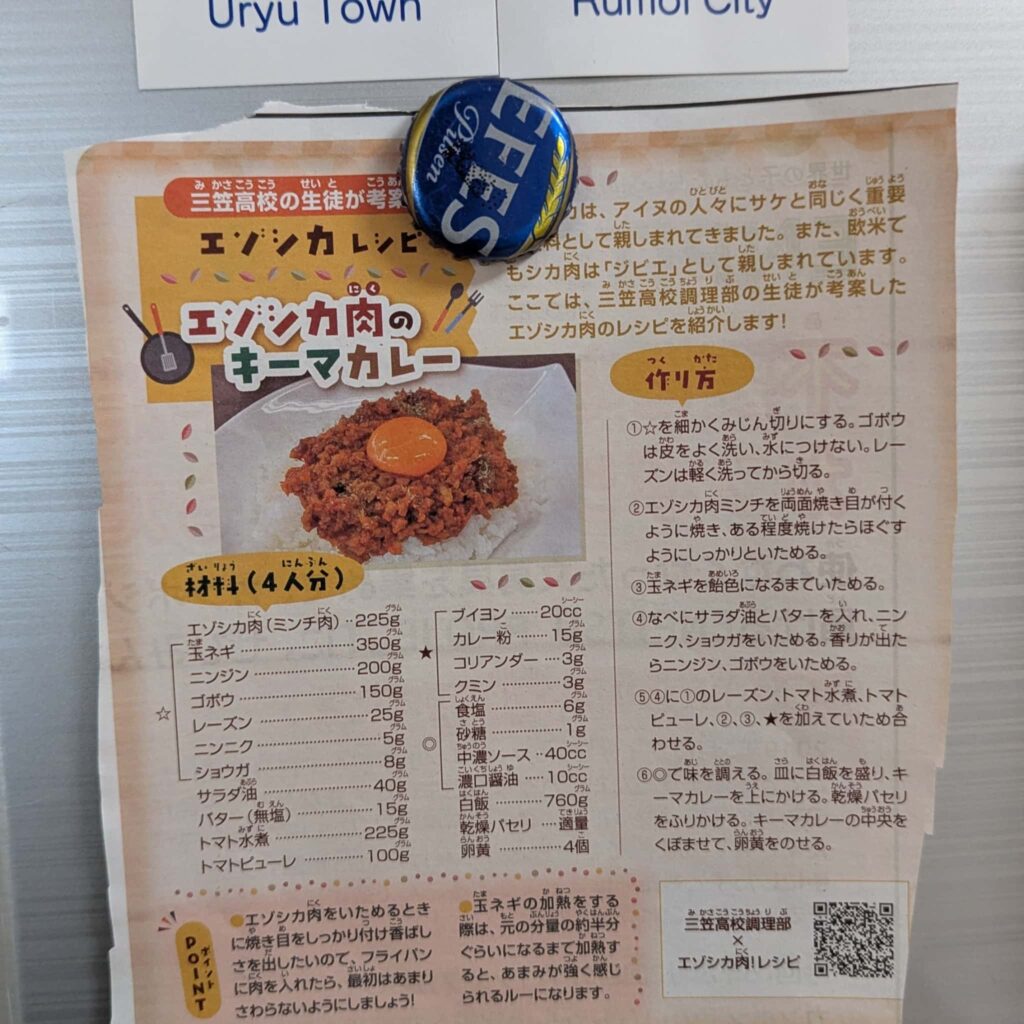 Uryu Town
Rumoi City
EFES
Pilsen
三笠高校の生徒が考案
エゾシカ レシピ
エゾシカ肉の
キーマカレー
は、アイヌの人々にサケと同じく重要
料として親しまれてきました。また、欧米で
もシカ肉は「ジビエ」として親しまれています。
ここでは、三笠高校調理部の生徒が考案した
エゾシカ肉のレシピを紹介します!
材料(4人分)
エゾシカ肉(ミンチ肉)‥225g
玉ネギ 350g
ニンジン 200g
ゴボウ 150g
☆
レーズン 25g
ニンニク 5g
ショウガ 8g
サラダ油 40g
バター(無塩) 15g
トマト水煮 225g
トマトピューレ 100g
ブイヨン 20cc
カレー粉 15g
★
コリアンダー 3g
クミン 3g
食塩 6g
砂糖 1g
◎
中濃ソース 40cc
濃口醤油 10cc
白飯 760g
乾燥パセリ 適量
卵黄 4個
作り方
①☆を細かくみじん切りにする。ゴボウ
は皮をよく洗い、水につけない。レー
ズンは軽く洗ってから切る。
②エゾシカ肉ミンチを両面焼き目が付く
ように焼き、ある程度焼けたらほぐす
ようにしっかりといためる。
③玉ネギを飴色になるまでいためる。
④なべにサラダ油とバターを入れ、ニン
ニク、ショウガをいためる。香りが出た
らニンジン、ゴボウをいためる。
⑤④に①のレーズン、トマト水煮、トマト
ピューレ、②、③、★を加えていため合
わせる。
⑥◎で味を調える。皿に白飯を盛り、キ
ーマカレーを上にかける。乾燥パセリ
をふりかける。キーマカレーの中央を
くぼませて、卵黄をのせる。
POINT
ポイント
●エゾシカ肉をいためるとき
に焼き目をしっかり付け香ばし
さを出したいので、フライパン
に肉を入れたら、最初はあまり
さわらないようにしましょう!
●玉ネギの加熱をする
際は、元の分量の約半分
ぐらいになるまで加熱す
ると、あまみが強く感じ
られるルーになります。
三笠高校調理部
×
エゾシカ肉!レシピ